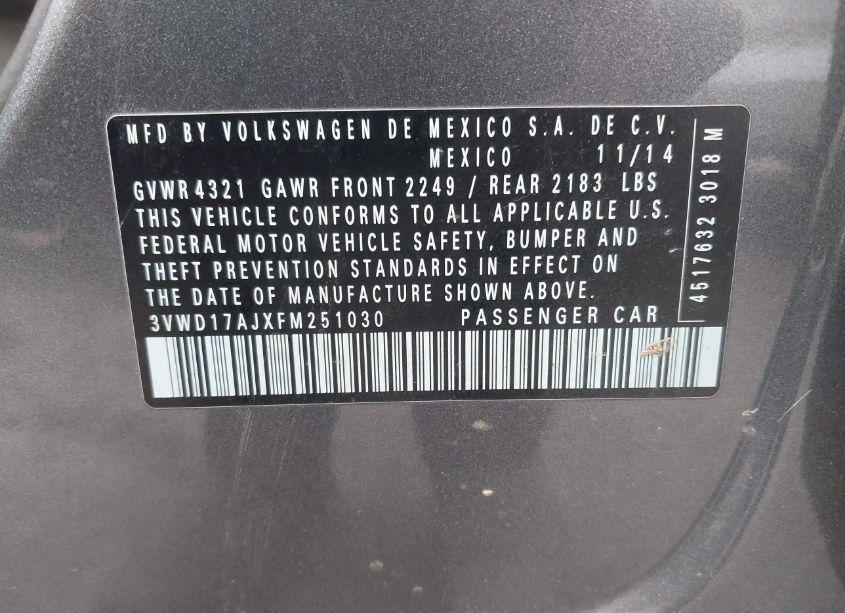 MFD BY VOLKSWAGEN DE MEXICO S.A. DE C.V.
MEXICO 11/14
GVWR 4321 GAWR FRONT 2249 / REAR 2183 LBS
THIS VEHICLE CONFORMS TO ALL APPLICABLE U.S.
FEDERAL MOTOR VEHICLE SAFETY, BUMPER AND
THEFT PREVENTION STANDARDS IN EFFECT ON
THE DATE OF MANUFACTURE SHOWN ABOVE.
3VWD17AJXFM251030 PASSENGER CAR
4517632 3018 M